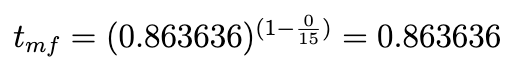 t_{mf} = (0.863636)^{(1-\frac{0}{15})} = 0.863636